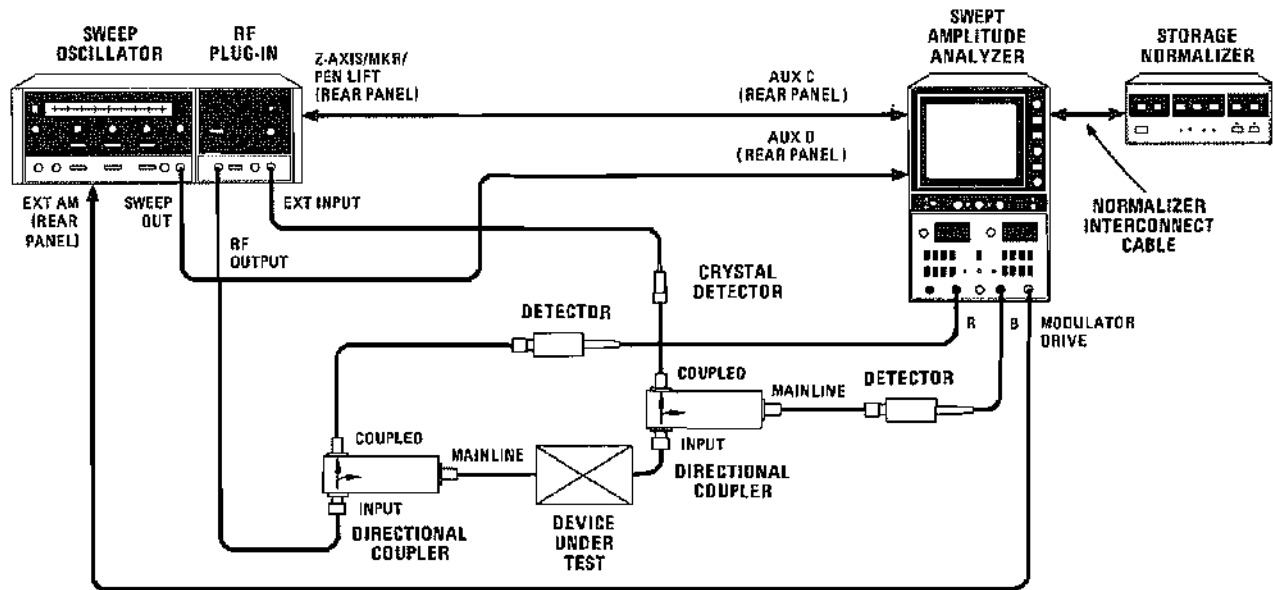 SWEEP
OSCILLATOR
RF
PLUG-IN
Z-AXIS/MKR/
PEN LIFT
(REAR PANEL)
AUX C
(REAR PANEL)
AUX D
(REAR PANEL)
SWEPT
AMPLITUDE
ANALYZER
STORAGE
NORMALIZER
EXT AM
(REAR
PANEL)
SWEEP
OUT
EXT INPUT
RF
OUTPUT
NORMALIZER
INTERCONNECT
CABLE
CRYSTAL
DETECTOR
DETECTOR
R
B
MODULATOR
DRIVE
COUPLED
MAINLINE
DETECTOR
INPUT
DIRECTIONAL
COUPLER
COUPLED
MAINLINE
INPUT
DIRECTIONAL
COUPLER
DEVICE
UNDER
TEST